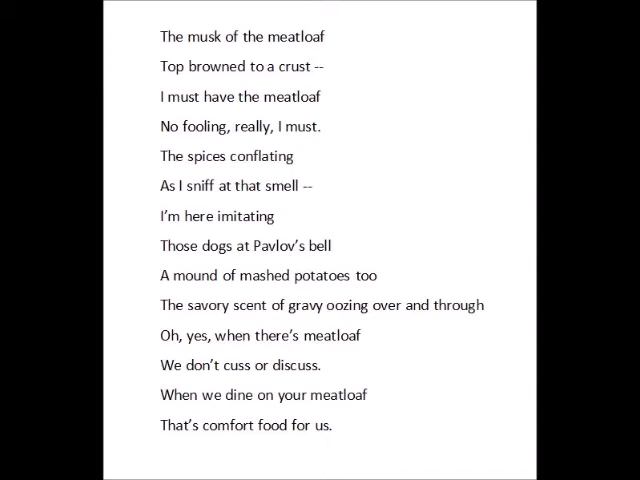 The musk of the meatloaf
Top browned to a crust --
I must have the meatloaf
No fooling, really, I must.
The spices conflating
As I sniff at that smell --
I'm here imitating
Those dogs at Pavlov's bell
A mound of mashed potatoes too
The savory scent of gravy oozing over and through
Oh, yes, when there's meatloaf
We don't cuss or discuss.
When we dine on your meatloaf
That's comfort food for us.